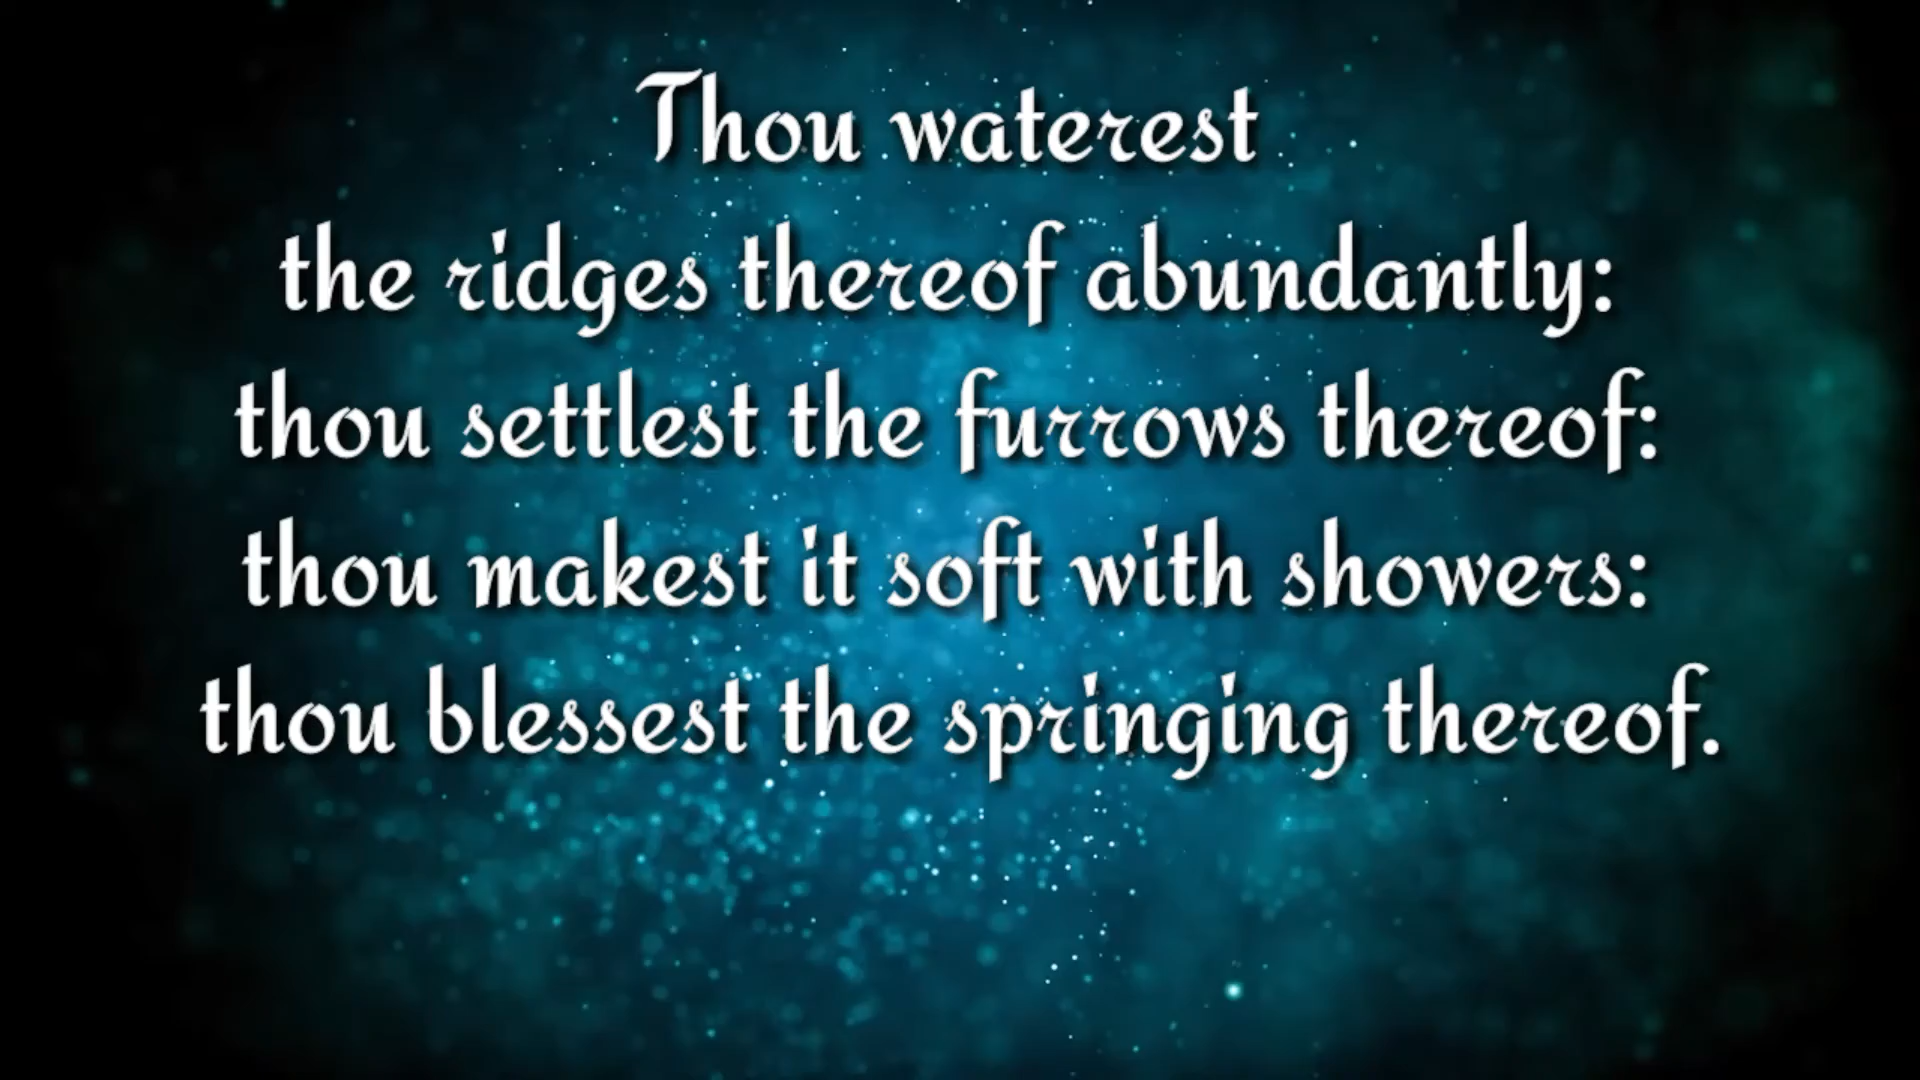 Thou waterest
the ridges thereof abundantly:
thou settlest the furrows thereof:
thou makest it soft with showers:
thou blessest the springing thereof.